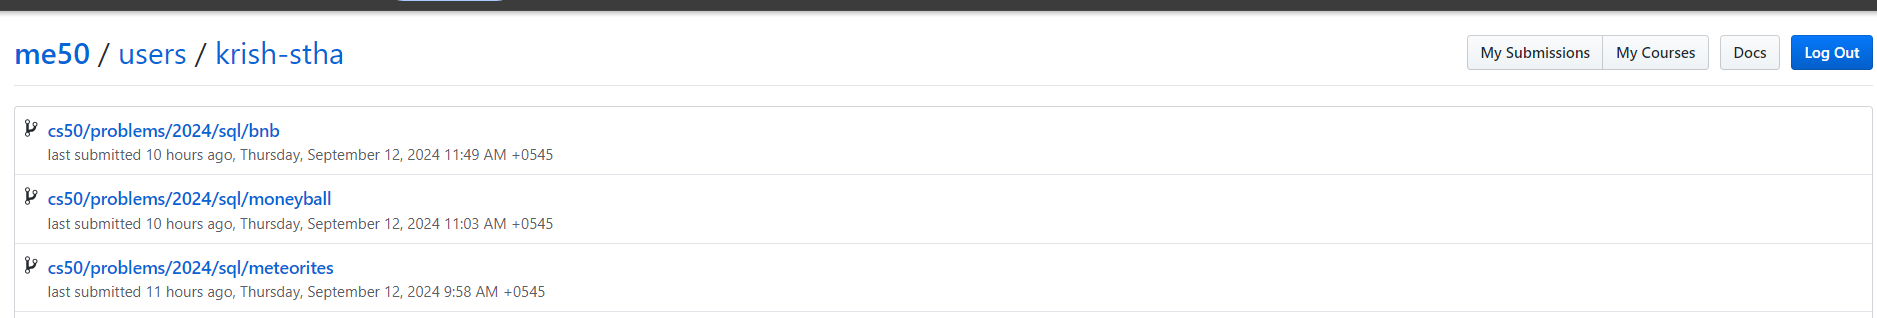 me50 / users / krish-stha
My Submissions My Courses Docs Log Out
cs50/problems/2024/sql/bnb
last submitted 10 hours ago, Thursday, September 12, 2024 11:49 AM +0545
cs50/problems/2024/sql/moneyball
last submitted 10 hours ago, Thursday, September 12, 2024 11:03 AM +0545
cs50/problems/2024/sql/meteorites
last submitted 11 hours ago, Thursday, September 12, 2024 9:58 AM +0545